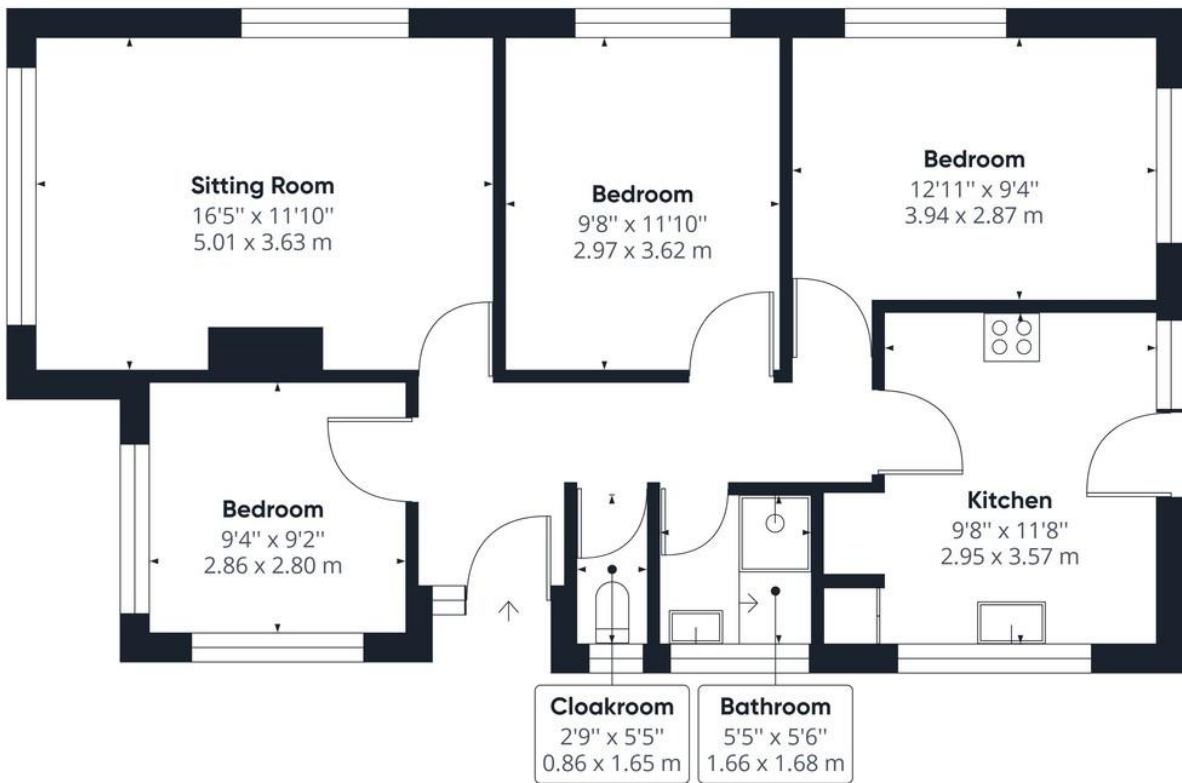 Sitting Room
16'5'' x 11'10''
5.01 x 3.63 m
Bedroom
9'8'' x 11'10''
2.97 x 3.62 m
Bedroom
12'11'' x 9'4''
3.94 x 2.87 m
Bedroom
9'4'' x 9'2''
2.86 x 2.80 m
Kitchen
9'8'' x 11'8''
2.95 x 3.57 m
Cloakroom
2'9'' x 5'5''
0.86 x 1.65 m
Bathroom
5'5'' x 5'6''
1.66 x 1.68 m